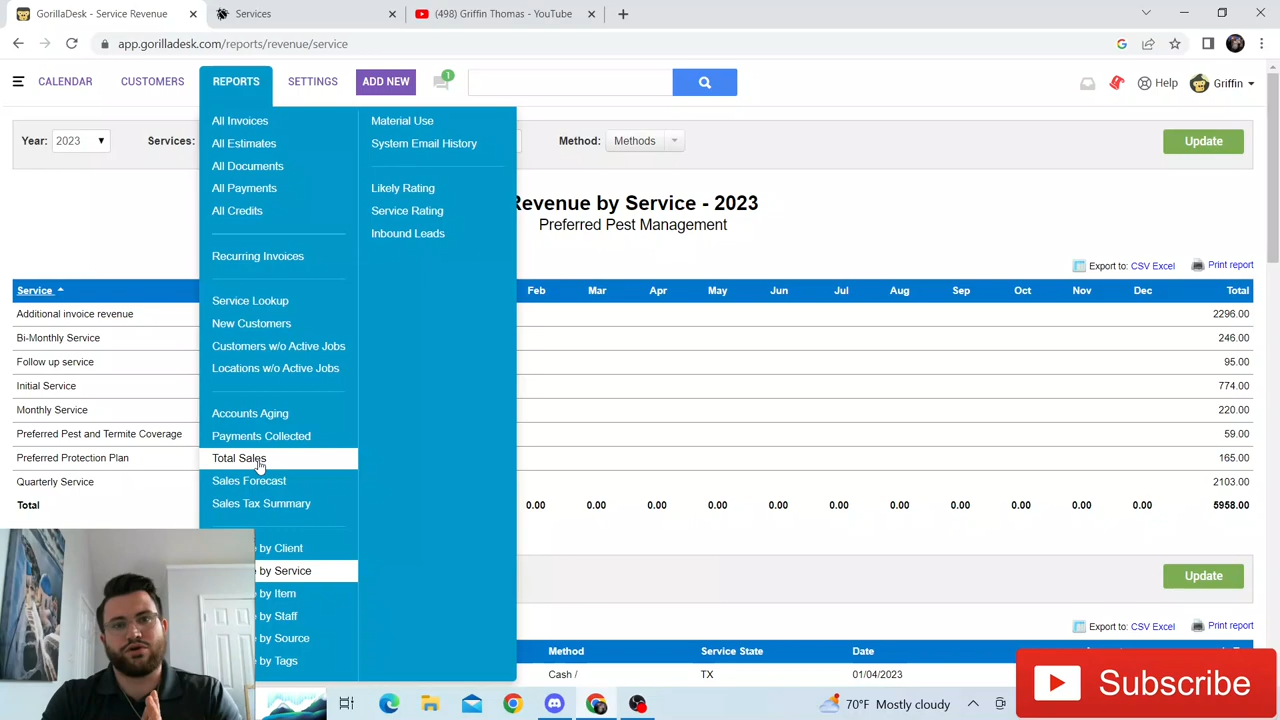 GorillaDesk - Service Revenue
Services
(498) Griffin Thomas - YouTube
app.gorilladesk.com/reports/revenue/service
CALENDAR
CUSTOMERS
REPORTS
SETTINGS
ADD NEW
1
Help
Griffin
Year: 2023
Services:
Method: Methods
Update
All Invoices
All Estimates
All Documents
All Payments
All Credits
Recurring Invoices
Service Lookup
New Customers
Customers w/o Active Jobs
Locations w/o Active Jobs
Accounts Aging
Payments Collected
Total Sales
Sales Forecast
Sales Tax Summary
by Client
by Service
by Item
by Staff
by Source
by Tags
Material Use
System Email History
Likely Rating
Service Rating
Inbound Leads
Revenue by Service - 2023
Preferred Pest Management
Export to: CSV Excel Print report
Service Feb Mar Apr May Jun Jul Aug Sep Oct Nov Dec Total
Additional invoice revenue 2296.00
Bi-Monthly Service 246.00
Follow up service 95.00
Initial Service 774.00
Monthly Service 220.00
Preferred Pest and Termite Coverage 59.00
Preferred Protection Plan 165.00
Quarterly Service 2103.00
Total 0.00 0.00 0.00 0.00 0.00 0.00 0.00 0.00 0.00 0.00 0.00 5958.00
Update
Export to: CSV Excel Print report
Method Service State Date
Cash / TX 01/04/2023
Subscribe
70°F Mostly cloudy